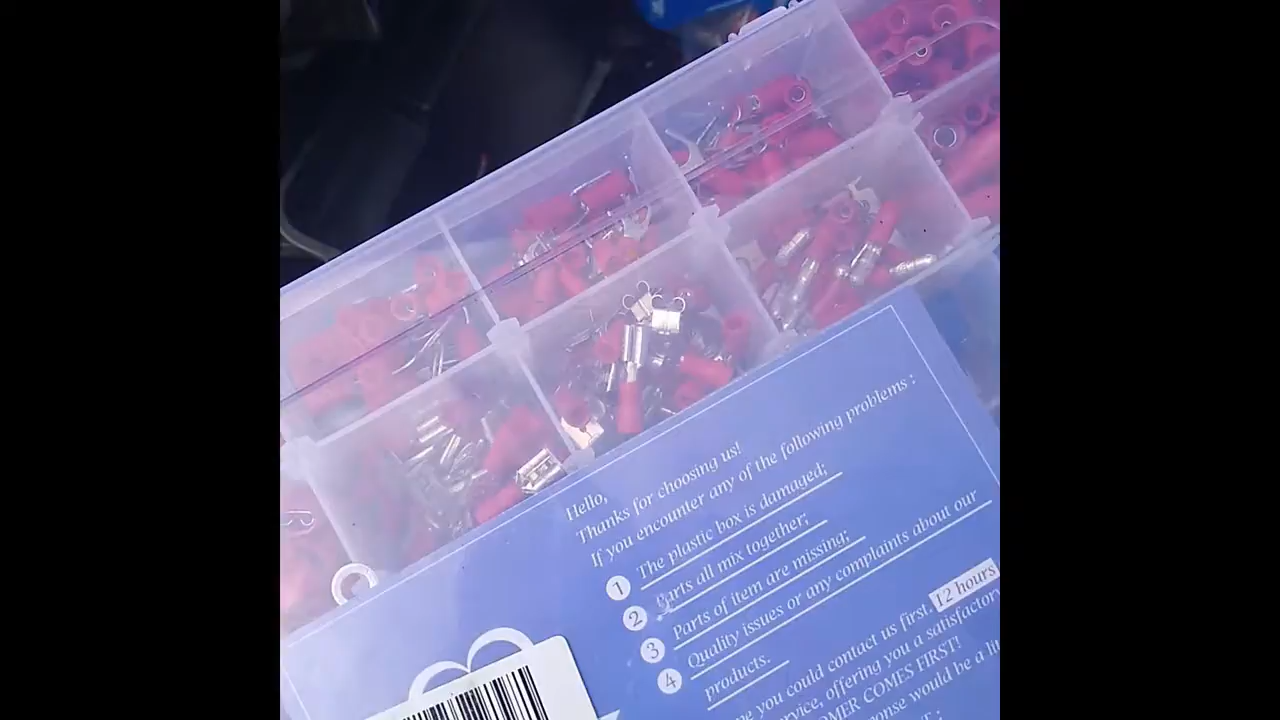 Hello,
Thanks for choosing us!
If you encounter any of the following problems :
1 The plastic box is damaged;
2 Parts all mix together;
3 Parts of item are missing;
4 Quality issues or any complaints about our
products.
you could contact us first. 12 hours
offering you a satisfactory
COMES FIRST!
would be a